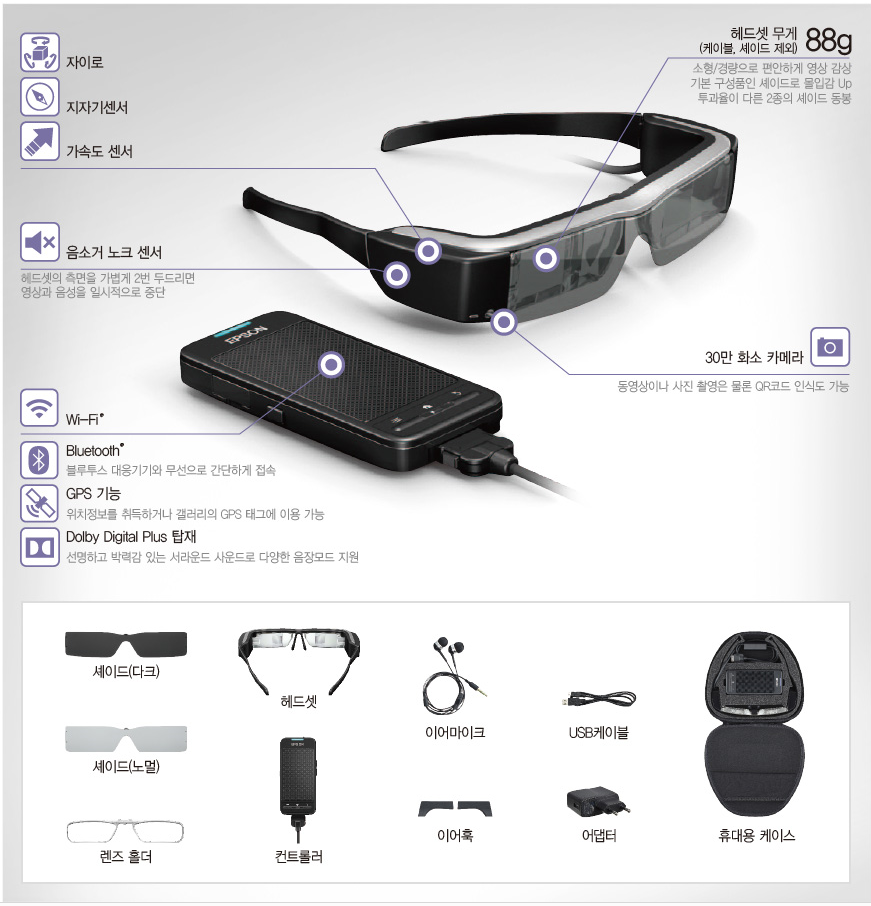 자이로
지자기센서
가속도 센서
헤드셋 무게
(케이블, 셰이드 제외)
88g
소형/경량으로 편안하게 영상 감상
기본 구성품인 셰이드로 몰입감 Up
투과율이 다른 2종의 셰이드 동봉
음소거 노크 센서
헤드셋의 측면을 가볍게 2번 두드리면
영상과 음성을 일시적으로 중단
EPSON
30만 화소 카메라
동영상이나 사진 촬영은 물론 QR코드 인식도 가능
Wi-Fi
Bluetooth
블루투스 대응기기와 무선으로 간단하게 접속
GPS 기능
위치정보를 취득하거나 갤러리의 GPS 태그에 이용 가능
Dolby Digital Plus 탑재
선명하고 박력감 있는 서라운드 사운드로 다양한 음장모드 지원
셰이드(다크)
헤드셋
이어마이크
USB케이블
셰이드(노멀)
EPSON
렌즈 홀더
컨트롤러
이어훅
어댑터
휴대용 케이스